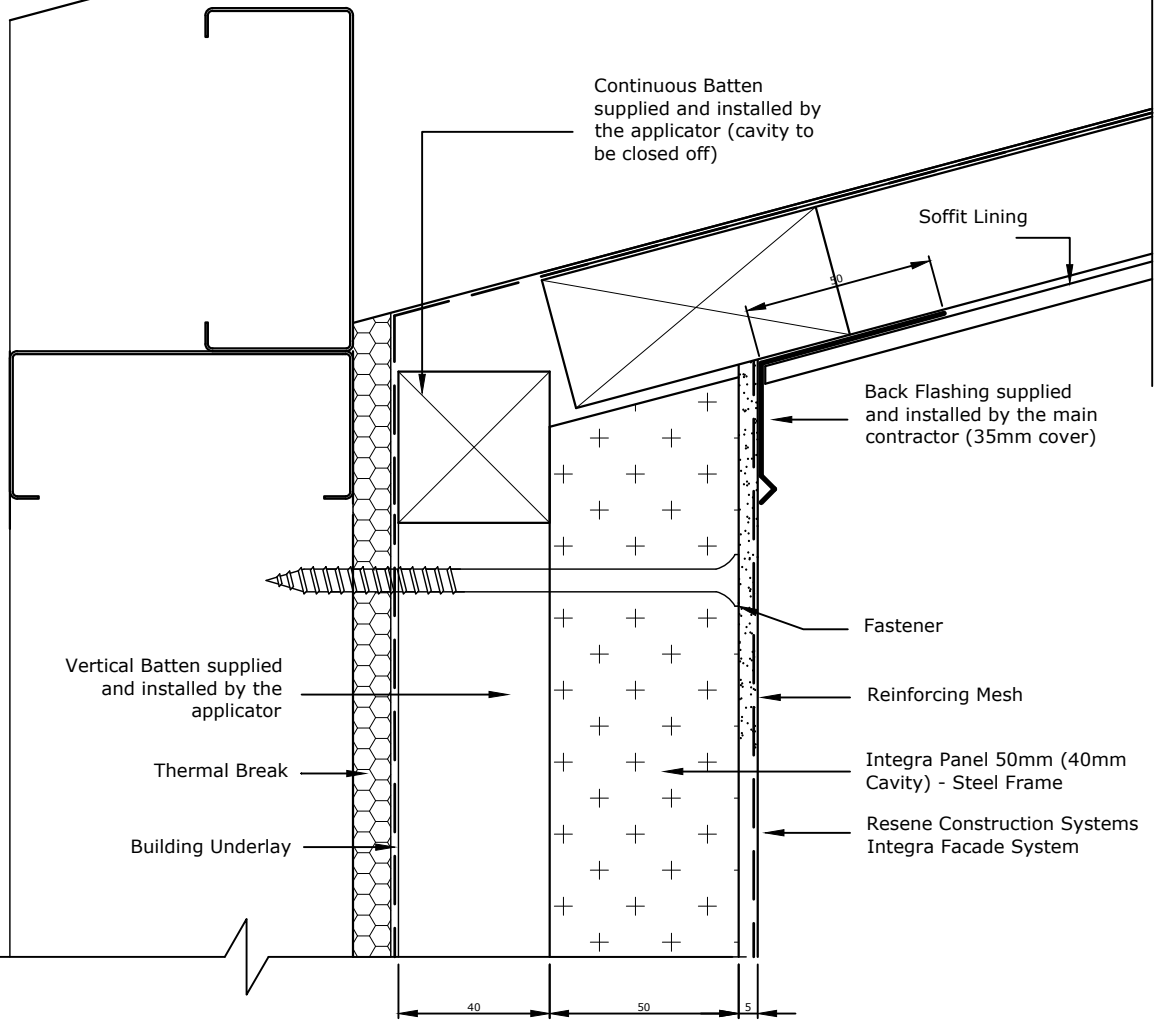 Continuous Batten
supplied and installed by
the applicator (cavity to
be closed off)
Soffit Lining
50
Back Flashing supplied
and installed by the main
contractor (35mm cover)
Fastener
Vertical Batten supplied
and installed by the
applicator
Reinforcing Mesh
Thermal Break
Integra Panel 50mm (40mm
Cavity) - Steel Frame
Building Underlay
Resene Construction Systems
Integra Facade System
40
50
5